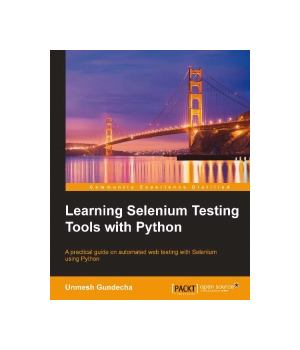 Community Experience Distilled
Learning Selenium Testing
Tools with Python
A practical guide on automated web testing with Selenium
using Python
Unmesh Gundecha
PACKT
PUBLISHING
open source